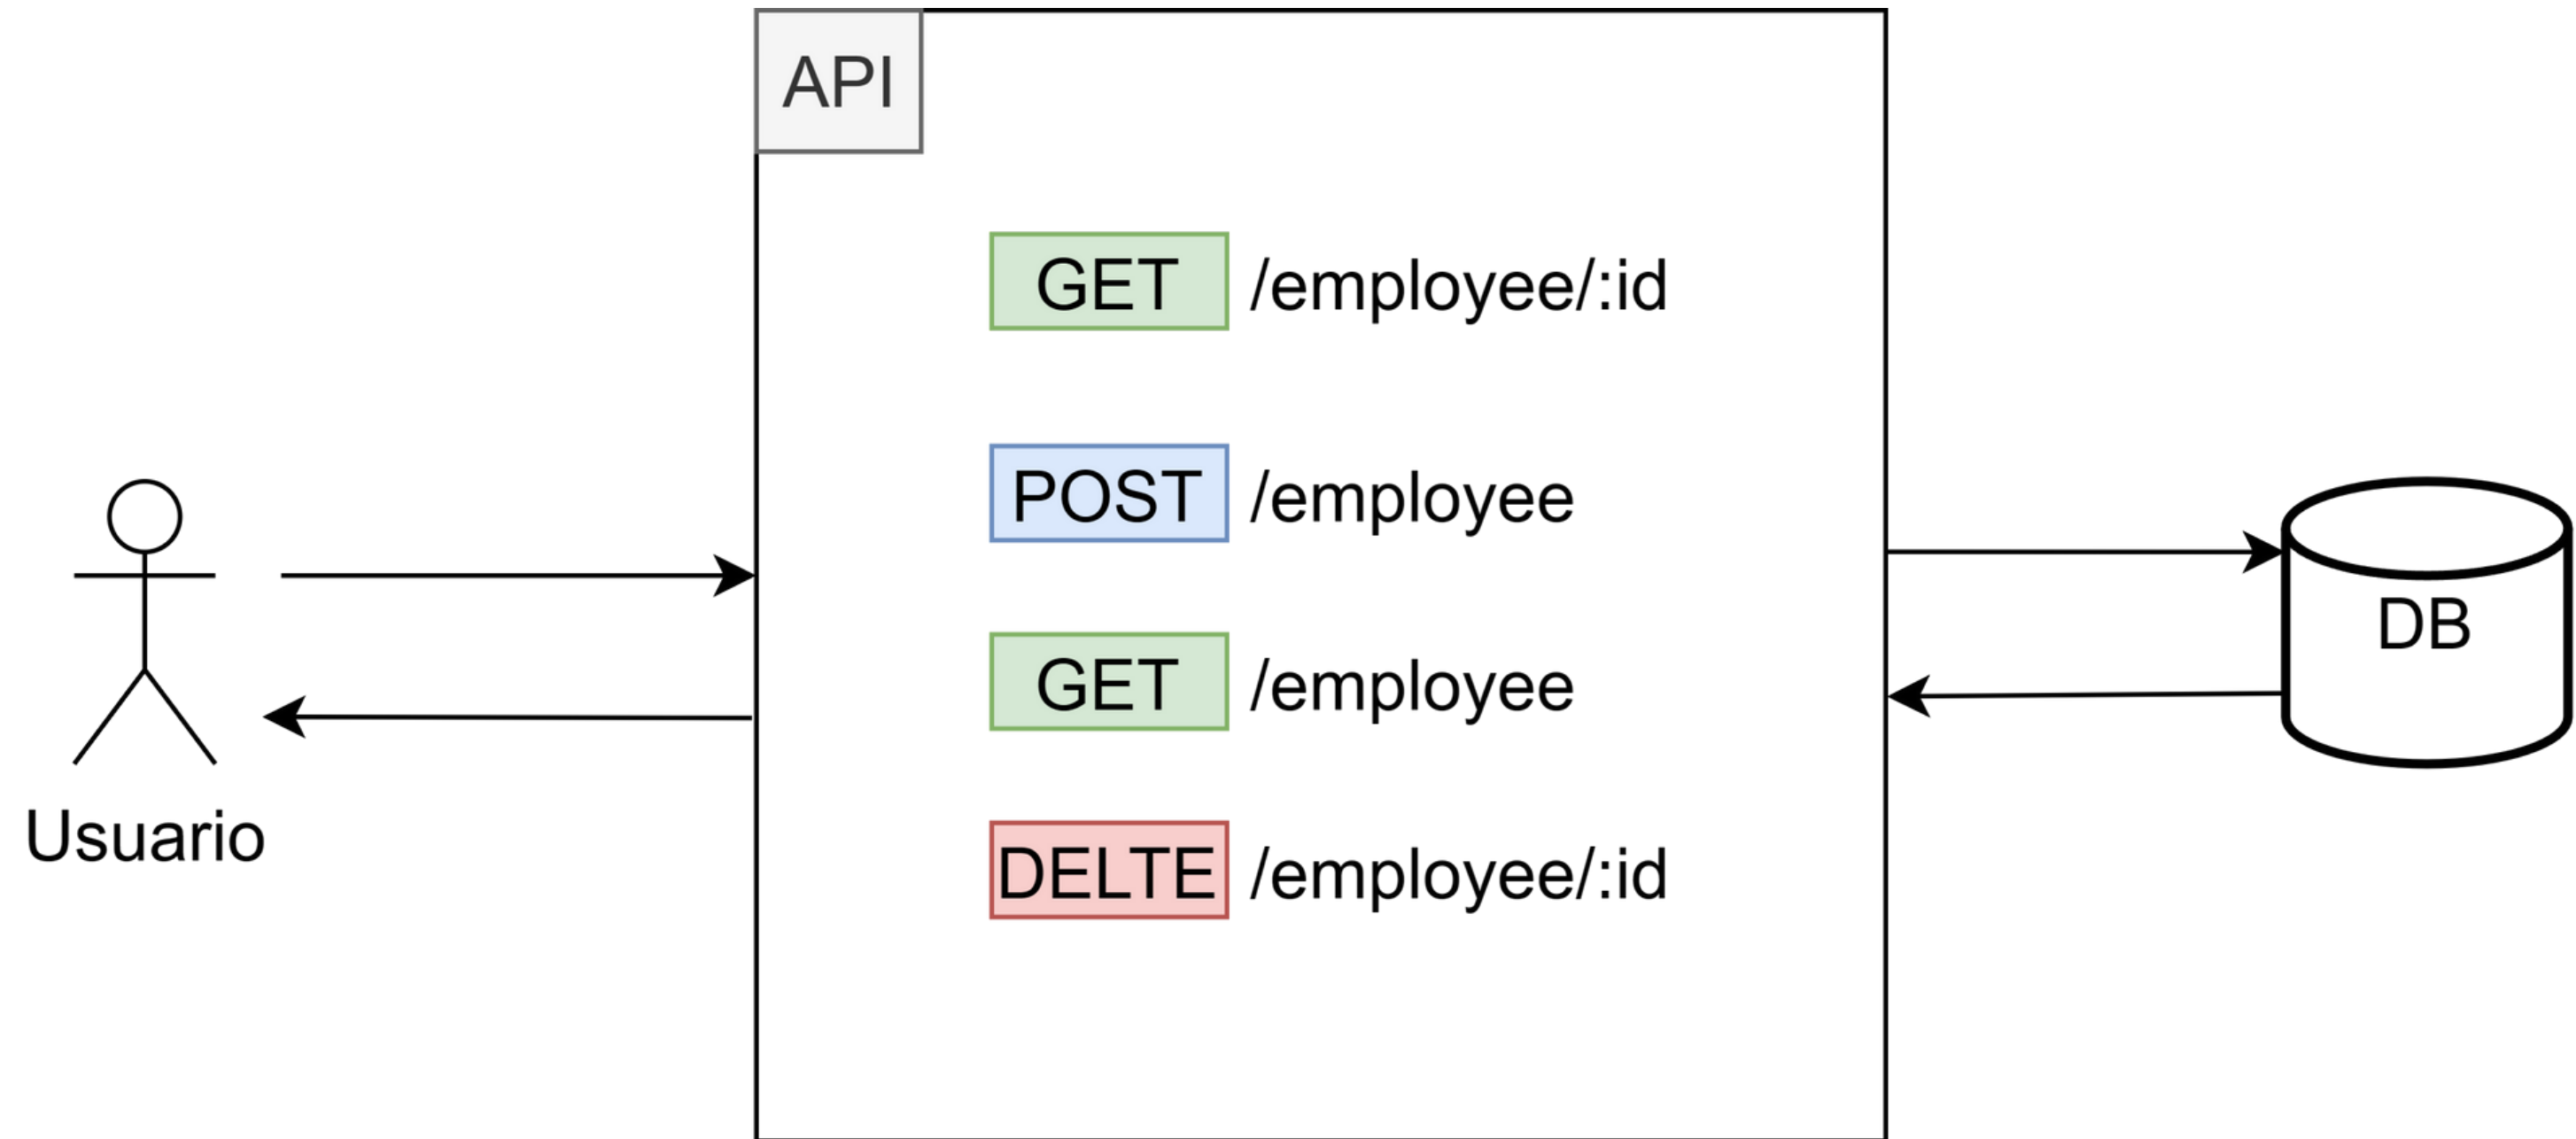 API
GET /employee/:id
POST /employee
GET /employee
DELTE /employee/:id
Usuario
DB